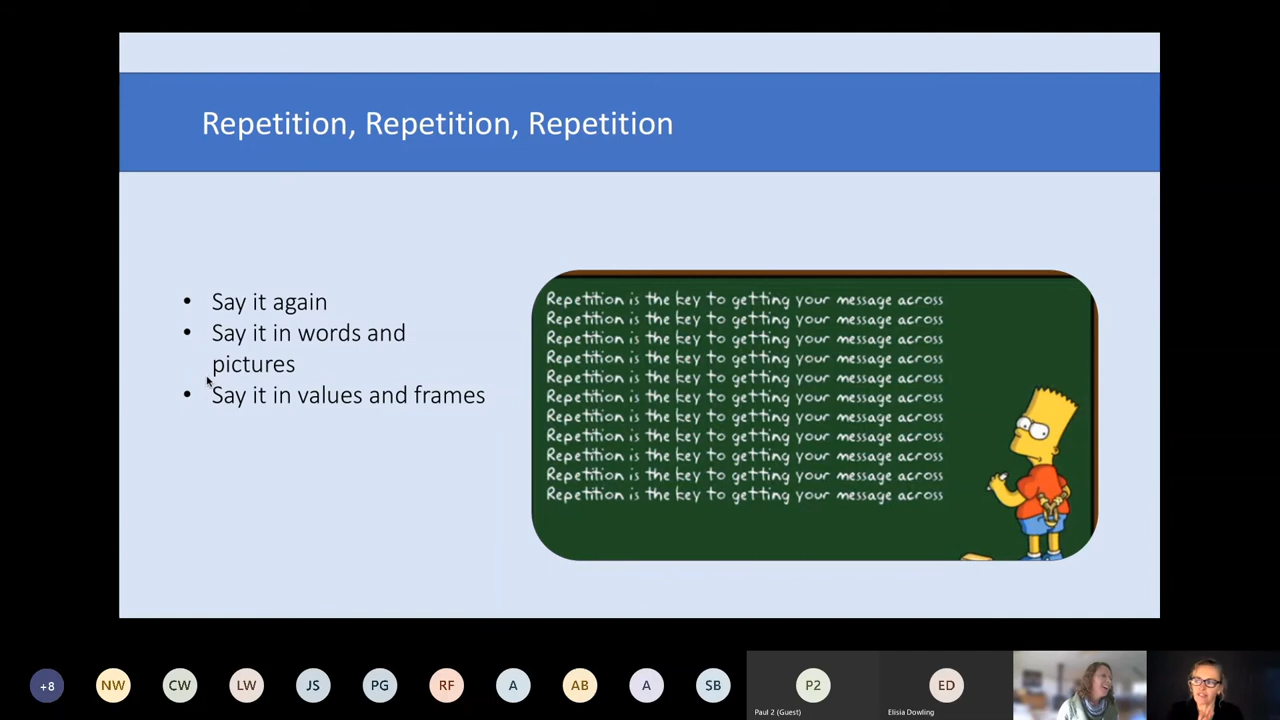 Repetition, Repetition, Repetition
• Say it again
• Say it in words and
pictures
• Say it in values and frames
Repetition is the key to getting your message across
Repetition is the key to getting your message across
Repetition is the key to getting your message across
Repetition is the key to getting your message across
Repetition is the key to getting your message across
Repetition is the key to getting your message across
Repetition is the key to getting your message across
Repetition is the key to getting your message across
Repetition is the key to getting your message across
Repetition is the key to getting your message across
Repetition is the key to getting your message across
+8 NW CW LW JS PG RF A AB A SB P2 ED
Paul 2 (Guest) Elisia Dowling